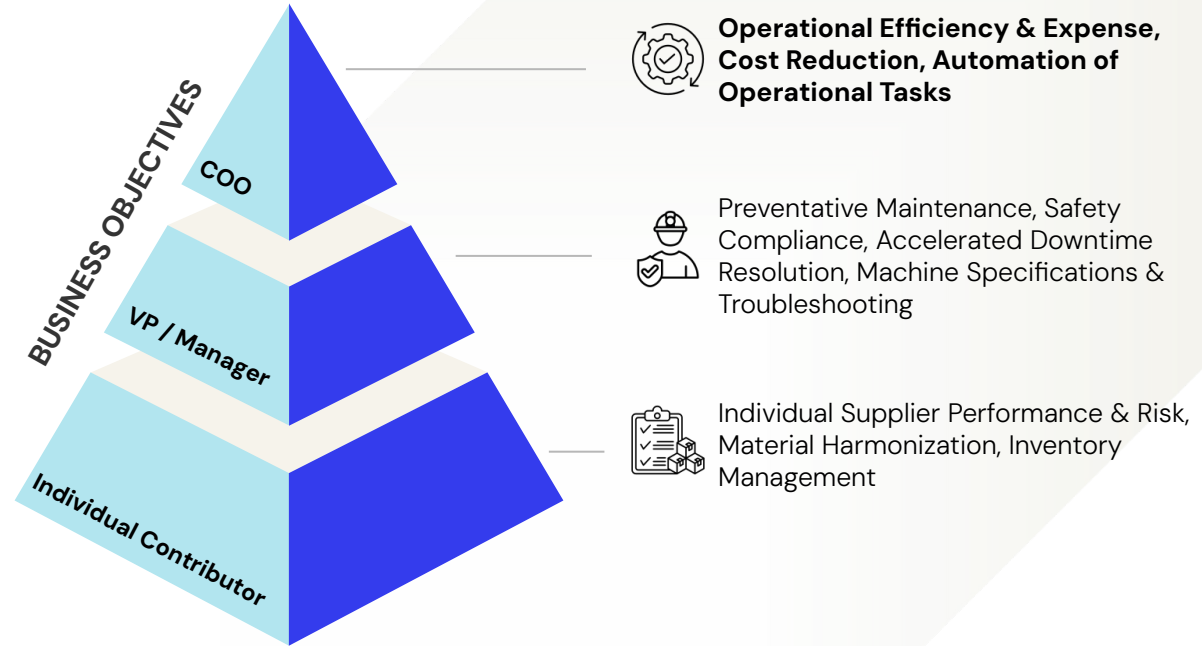 BUSINESS OBJECTIVES
COO
Operational Efficiency & Expense,
Cost Reduction, Automation of
Operational Tasks
VP / Manager
Preventative Maintenance, Safety
Compliance, Accelerated Downtime
Resolution, Machine Specifications &
Troubleshooting
Individual Contributor
Individual Supplier Performance & Risk,
Material Harmonization, Inventory
Management